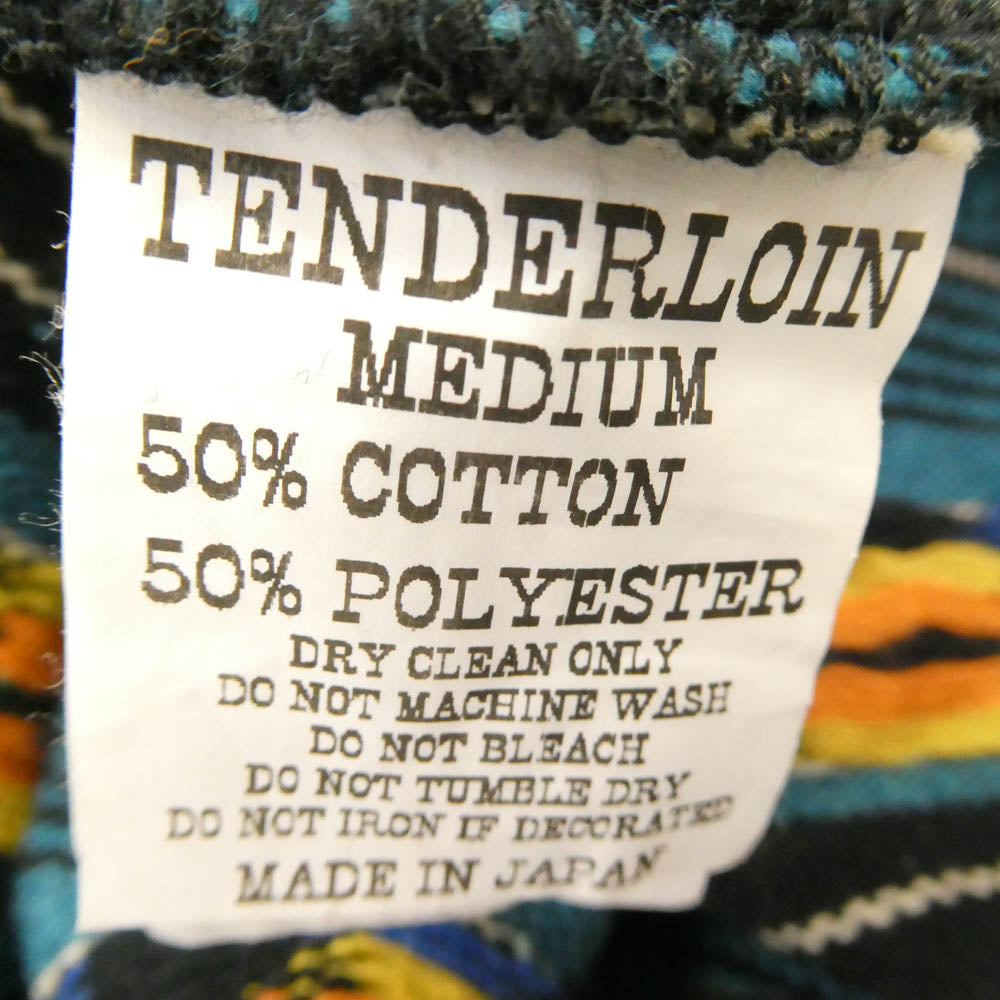 TENDERLOIN
MEDIUM
50% COTTON
50% POLYESTER
DRY CLEAN ONLY
DO NOT MACHINE WASH
DO NOT BLEACH
DO NOT TUMBLE DRY
DO NOT IRON IF DECORATED
MADE IN JAPAN